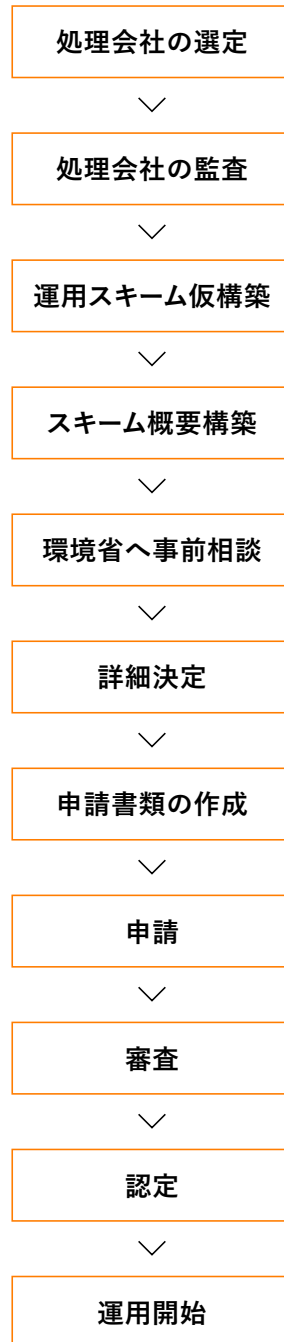 処理会社の選定
処理会社の監査
運用スキーム仮構築
スキーム概要構築
環境省へ事前相談
詳細決定
申請書類の作成
申請
審査
認定
運用開始